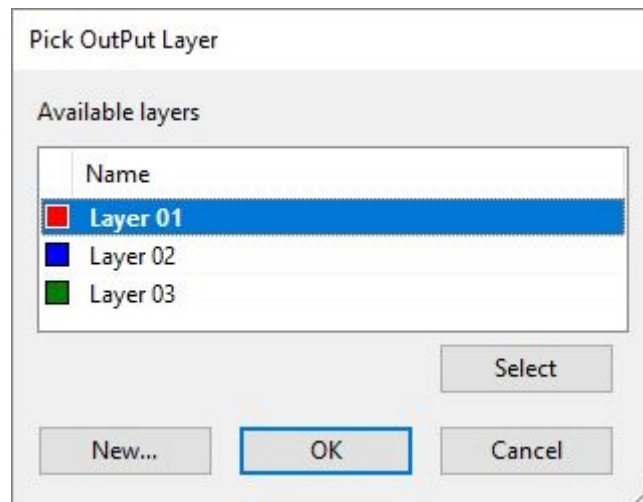 Pick OutPut Layer
Available layers
Name
Layer 01
Layer 02
Layer 03
Select
New... OK Cancel